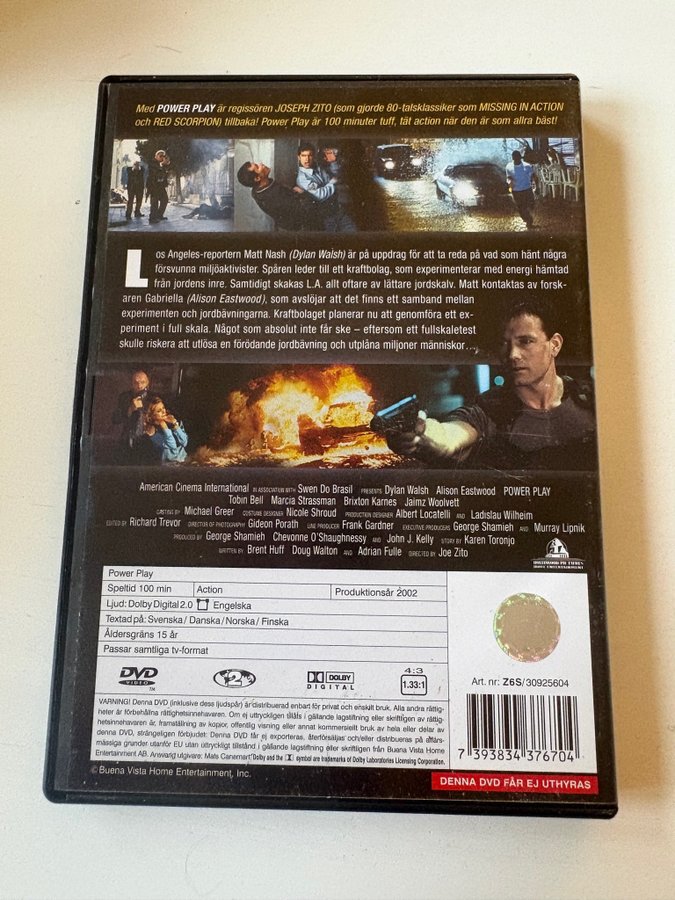 Med POWER PLAY är regissören JOSEPH ZITO (som gjorde 80-talsklassiker som MISSING IN ACTION
och RED SCORPION) tillbaka! Power Play är 100 minuter tuff, tät action när den är som allra bäst!
Los Angeles-reportern Matt Nash (Dylan Walsh) är på uppdrag för att ta reda på vad som hänt några
försvunna miljöaktivister. Spåren leder till ett kraftbolag, som experimenterar med energi hämtad
från jordens inre. Samtidigt skakas L.A. allt oftare av lättare jordskalv. Matt kontaktas av forsk-
aren Gabriella (Alison Eastwood), som avslöjar att det finns ett samband mellan
experimenten och jordbävningarna. Kraftbolaget planerar nu att genomföra ett ex-
periment i full skala. Något som absolut inte får ske – eftersom ett fullskaletest
skulle riskera att utlösa en förödande jordbävning och utplåna miljoner människor...
American Cinema International IN ASSOCIATION WITH Swen Do Brasil PRESENTS Dylan Walsh Alison Eastwood POWER PLAY
Tobin Bell Marcia Strassman Brixton Karnes Jaimz Woolvett
CASTING BY Michael Greer COSTUME DESIGNER Nicole Shroud PRODUCTION DESIGNER Albert Locatelli AND Ladislav Wilheim
EDITED BY Richard Trevor DIRECTOR OF PHOTOGRAPHY Gideon Porath LINE PRODUCER Frank Gardner EXECUTIVE PRODUCERS George Shamieh AND Murray Lipnik
PRODUCED BY George Shamieh Chevonne O'Shaughnessy AND John J. Kelly STORY BY Karen Toronjo
WRITTEN BY Brent Huff Doug Walton AND Adrian Fulle DIRECTED BY Joe Zito
HOLLYWOOD PICTURES
HOME ENTERTAINMENT
Power Play
Speltid 100 min Action Produktionsår 2002
Ljud: Dolby Digital 2.0 Engelska
Textad på: Svenska / Danska / Norska / Finska
Åldersgräns 15 år
Passar samtliga tv-format
DVD VIDEO TM
2
DOLBY DIGITAL
4:3
1.33:1
Art. nr: Z6S/30925604
VARNING! Denna DVD (inklusive dess ljudspår) är distribuerad enbart för privat och enskilt bruk. Alla andra rättig-
heter är förbehållna rättighetsinnehavaren. Om ej uttryckligen tillåts i gällande lagstiftning eller skriftligen av rättig-
hetsinnehavaren, är framställning av kopior, offentlig visning eller annat kommersiellt bruk av hela eller delar av
denna DVD, strängeligen förbjudet: Denna DVD får ej exporteras, återförsäljas och/eller distribueras på affärs-
mässiga grunder utanför EU utan uttryckligt tillstånd i gällande lagstiftning eller skriftligen från Buena Vista Home
Entertainment AB. Ansvarig utgivare: Mats Caneman Dolby and the symbol are trademarks of Dolby Laboratories Licensing Corporation.
7 393834 376704
© Buena Vista Home Entertainment, Inc.
DENNA DVD FÅR EJ UTHYRAS